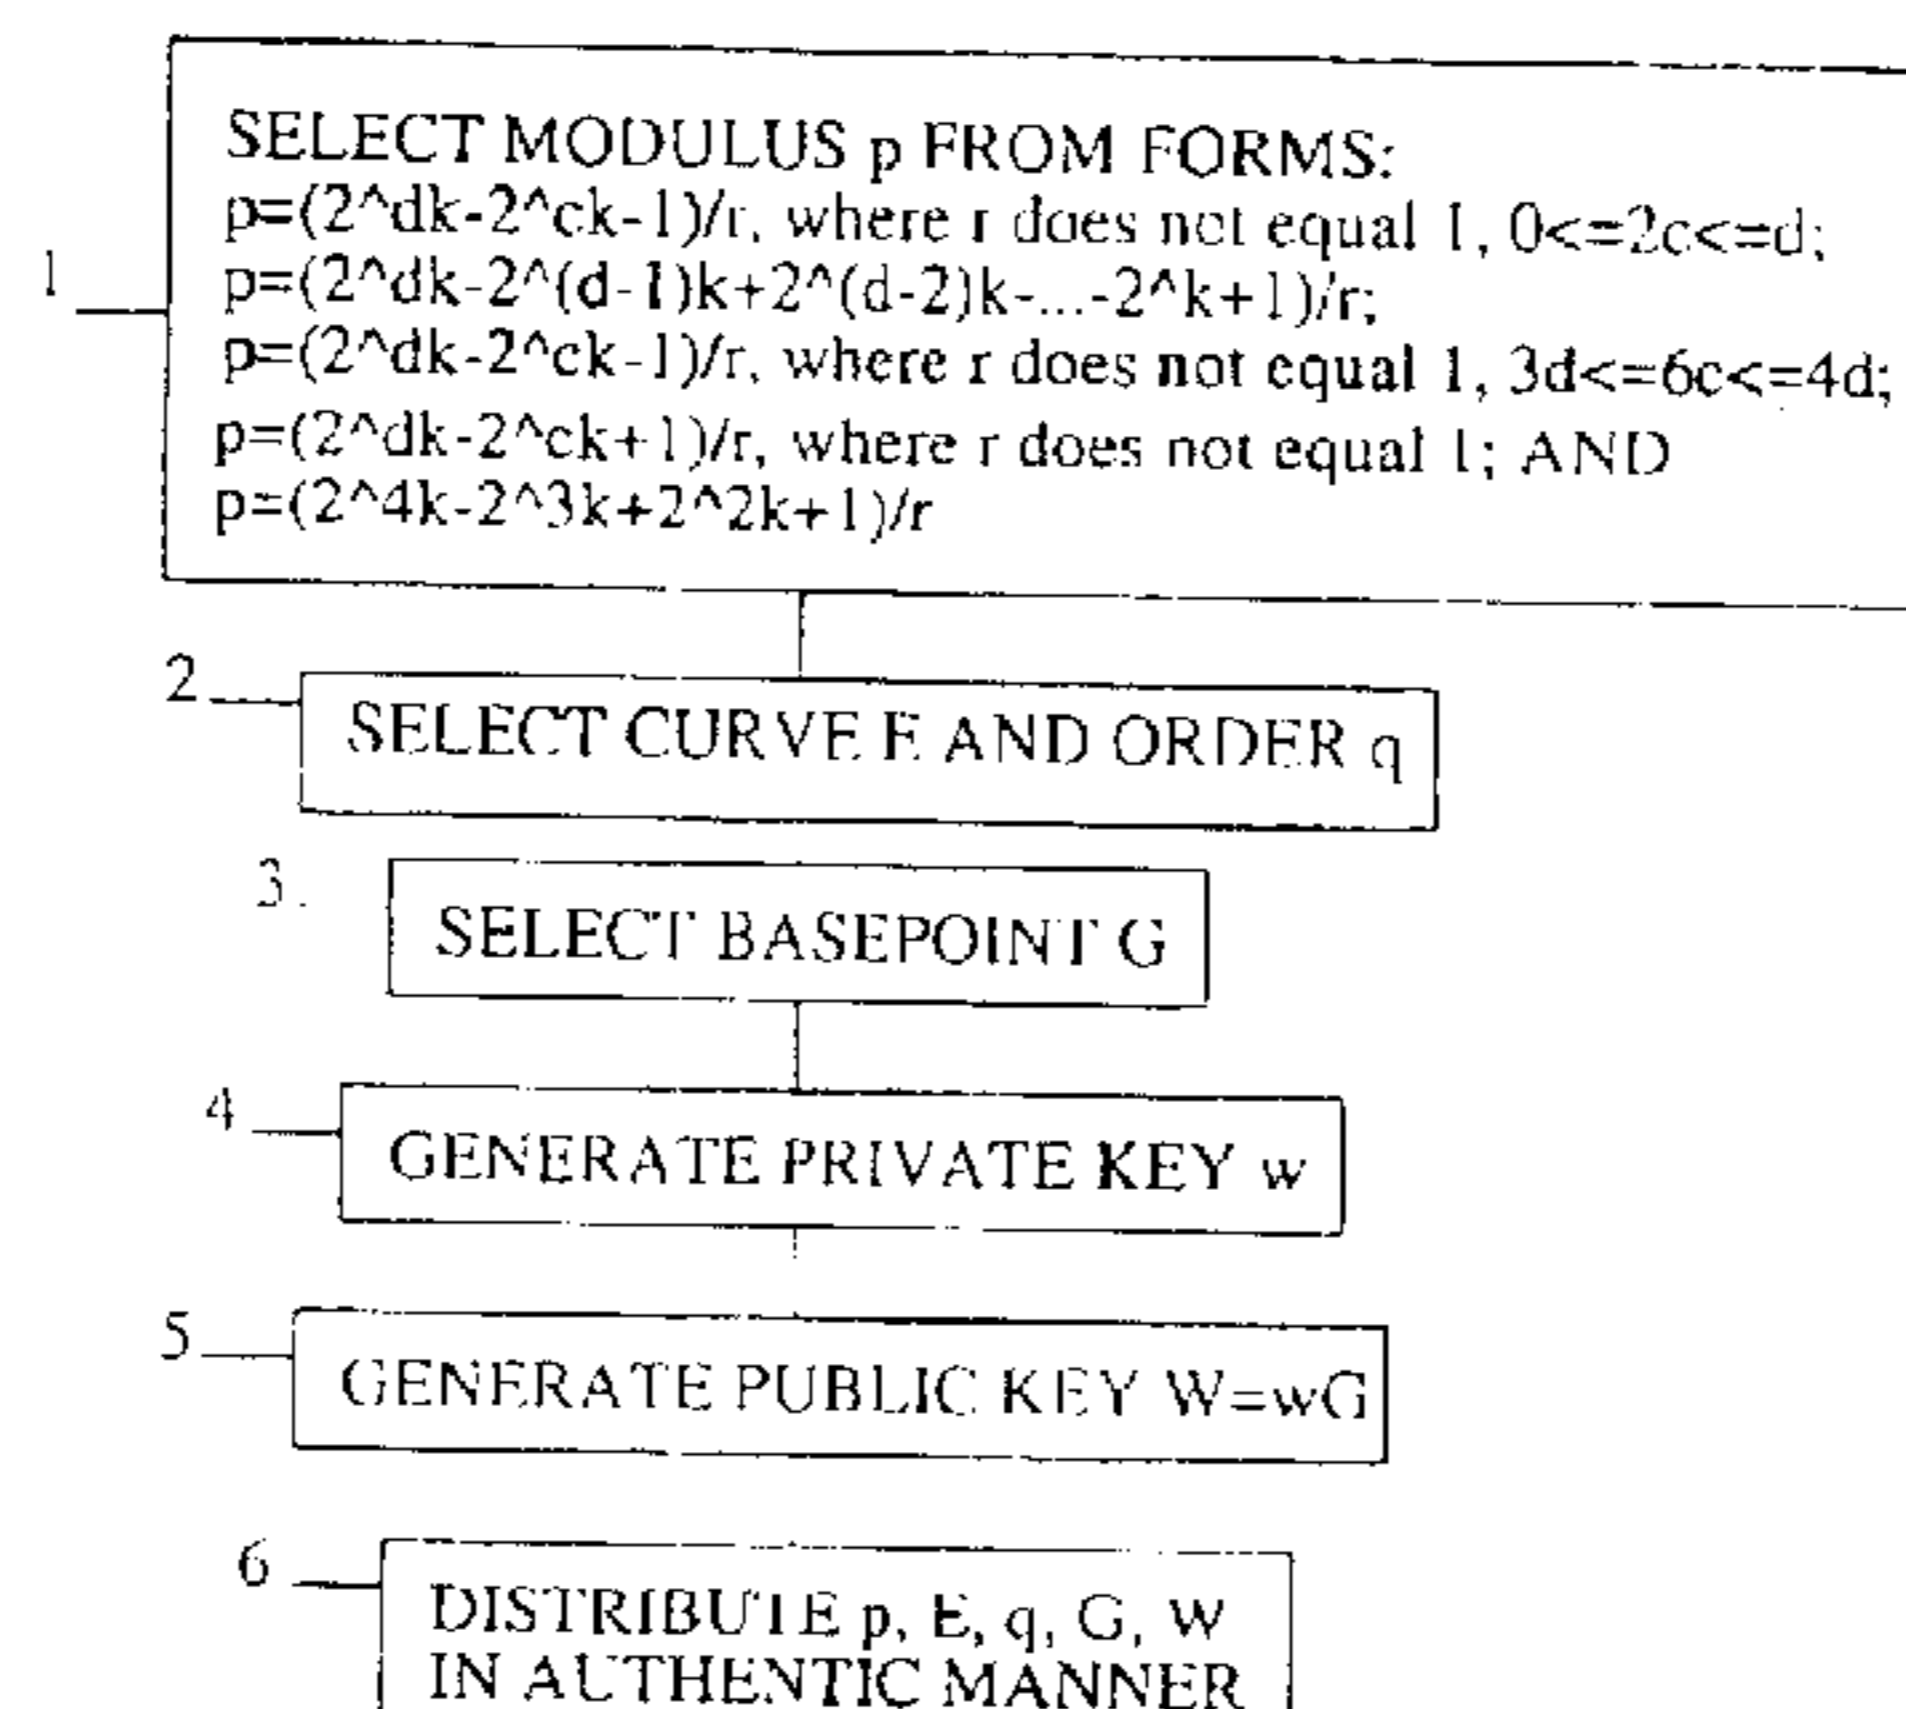 SELECT MODULUS p FROM FORMS:
p=(2^dk-2^ck-1)/r, where r does not equal 1, 0<=2c<=d;
p=(2^dk-2^(d-1)k+2^(d-2)k-...-2^k+1)/r;
1
p=(2^dk-2^ck-1)/r, where r does not equal 1, 3d<=6c<=4d;
p=(2^dk-2^ck+1)/r, where r does not equal 1; AND
p=(2^4k-2^3k+2^2k+1)/r
2
SELECT CURVE E AND ORDER q
3
SELECT BASEPOINT G
4
GENERATE PRIVATE KEY w
5
GENERATE PUBLIC KEY W=wG
6
DISTRIBUTE p, E, q, G, W
IN AUTHENTIC MANNER